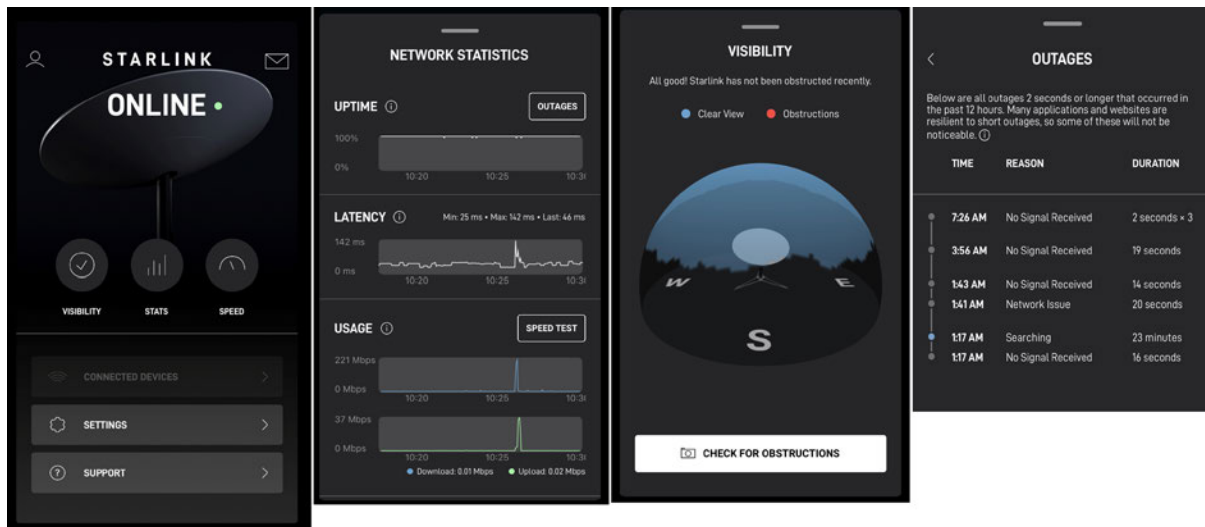 STARLINK
ONLINE
VISIBILITY
STATS
SPEED
CONNECTED DEVICES
SETTINGS
SUPPORT
NETWORK STATISTICS
UPTIME
OUTAGES
100%
0%
10:20 10:25 10:3
LATENCY
Min: 25 ms • Max: 142 ms • Last: 46 ms
142 ms
0 ms
10:20 10:25 10:3
USAGE
SPEED TEST
221 Mbps
0 Mbps
10:20 10:25 10:3
37 Mbps
0 Mbps
10:20 10:25 10:3
Download: 0.01 Mbps Upload: 0.02 Mbps
VISIBILITY
All good! Starlink has not been obstructed recently.
Clear View Obstructions
W E
S
CHECK FOR OBSTRUCTIONS
OUTAGES
Below are all outages 2 seconds or longer that occurred in
the past 12 hours. Many applications and websites are
resilient to short outages, so some of these will not be
noticeable.
TIME REASON DURATION
7:26 AM No Signal Received 2 seconds × 3
3:56 AM No Signal Received 19 seconds
1:43 AM No Signal Received 14 seconds
1:41 AM Network Issue 20 seconds
1:17 AM Searching 23 minutes
1:17 AM No Signal Received 16 seconds